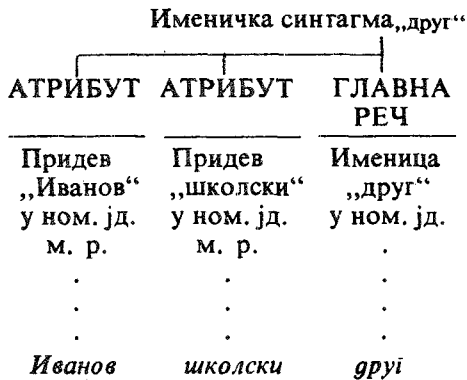 Именичка синтагма „друг“
АТРИБУТ АТРИБУТ ГЛАВНА
РЕЧ
Придев Придев Именица
„Иванов“ „школски“ „друг“
у ном. јд. у ном. јд. у ном. јд.
м. р. м. р. .
. . .
. . .
. . .
Иванов школски друг